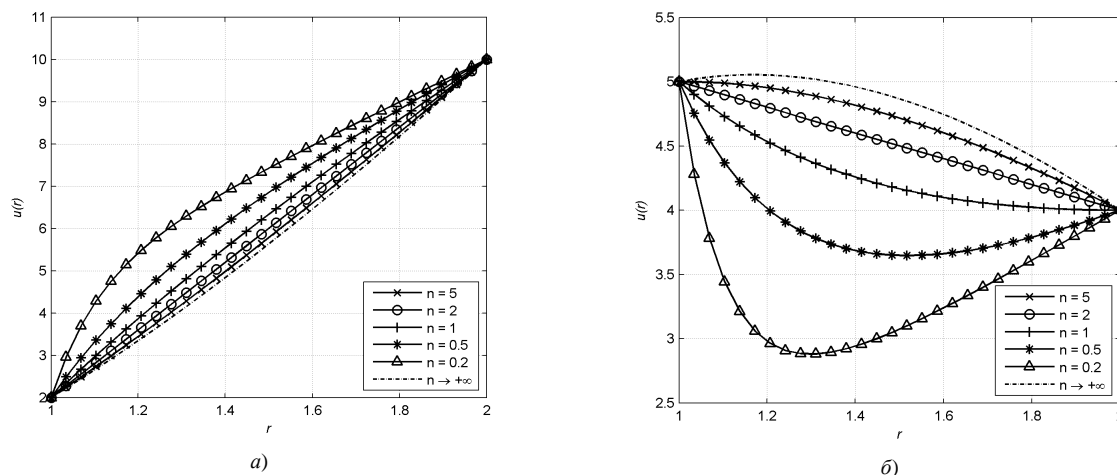 11
10
9
8
7
6
5
4
3
2
u(r)
1
1.2
1.4
1.6
1.8
2
r
n = 5
n = 2
n = 1
n = 0.5
n = 0.2
n → +∞
а)
5.5
5
4.5
4
3.5
3
2.5
u(r)
1
1.2
1.4
1.6
1.8
r
n = 5
n = 2
n = 1
n = 0.5
n = 0.2
n → +∞
б)